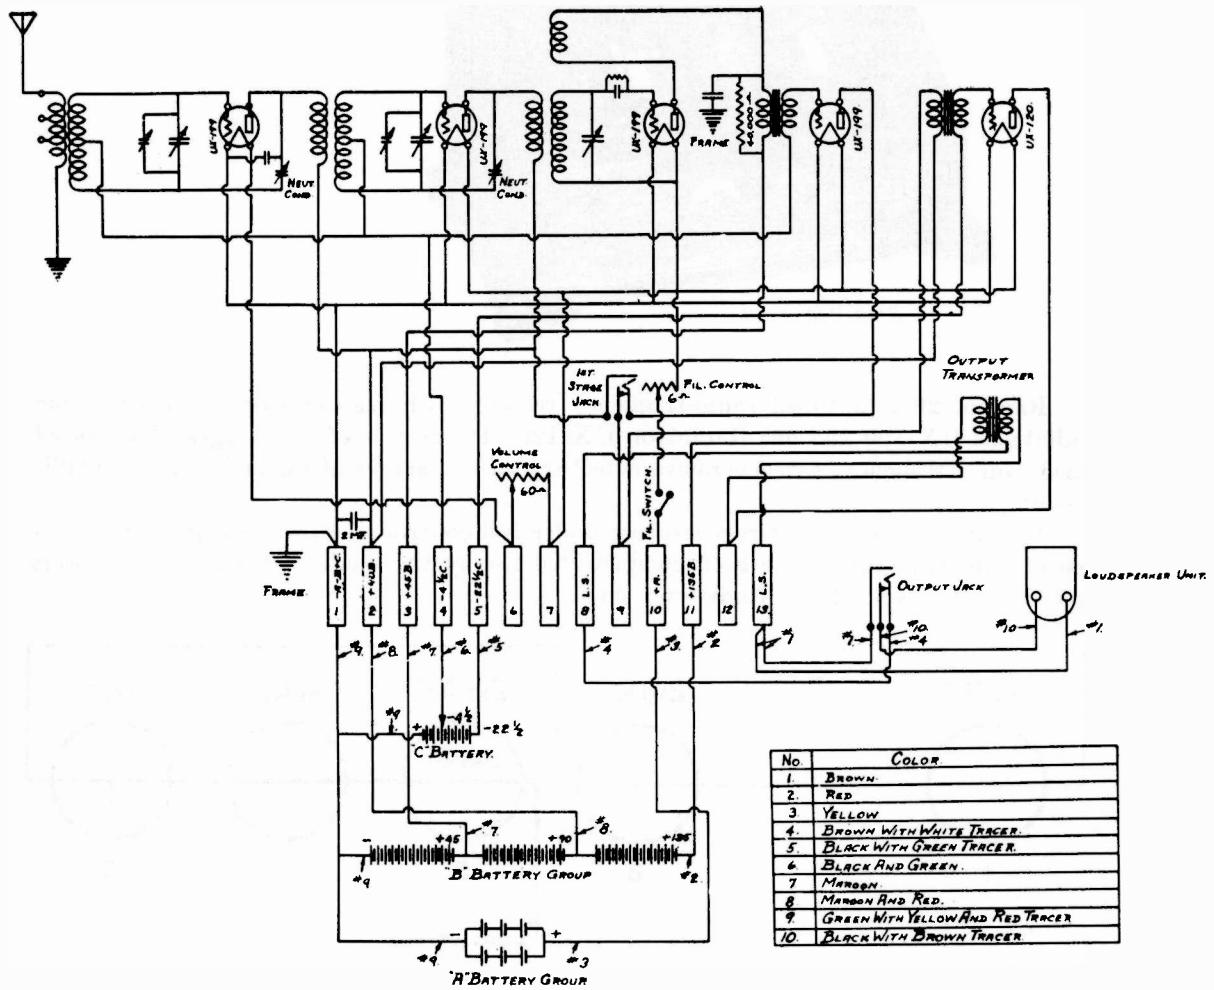 UX-199
NEUT.
COND.
UX-199
NEUT.
COND.
UX-199
FRAME
40,000 Ω
UX-199
UX-120.
OUTPUT
TRANSFORMER
1ST.
STAGE
JACK
FIL. CONTROL
6Ω
VOLUME
CONTROL
60Ω
FIL. SWITCH.
2 MF.
FRAME.
1 -A-B+C.
2 +90B.
3 +45B.
4 -4½C.
5 -22½C.
6
7
8 L.S.
9
10 +A.
11 +135B.
12
13 L.S.
OUTPUT JACK
LOUDSPEAKER UNIT.
#9.
#8.
#7.
#6.
#5
#4
#3.
#2
#1
#1.
#10.
#4
#10
#1.
#9
+
-4½
-22½
"C" BATTERY.
-
+45
#7.
+90
#8.
+135
#9
"B" BATTERY GROUP
#2.
-
+
#9.
#3
"A" BATTERY GROUP
No. COLOR.
1. BROWN.
2. RED
3 YELLOW
4. BROWN WITH WHITE TRACER.
5 BLACK WITH GREEN TRACER.
6. BLACK AND GREEN.
7 MAROON.
8 MAROON AND RED.
9. GREEN WITH YELLOW AND RED TRACER
10. BLACK WITH BROWN TRACER